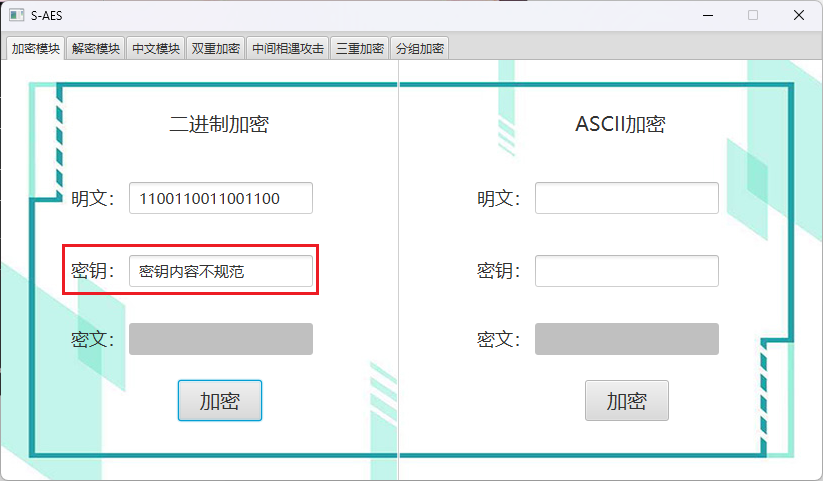 S-AES
加密模块 解密模块 中文模块 双重加密 中间相遇攻击 三重加密 分组加密
二进制加密
明文： 1100110011001100
密钥： 密钥内容不规范
密文：
加密
ASCII加密
明文：
密钥：
密文：
加密